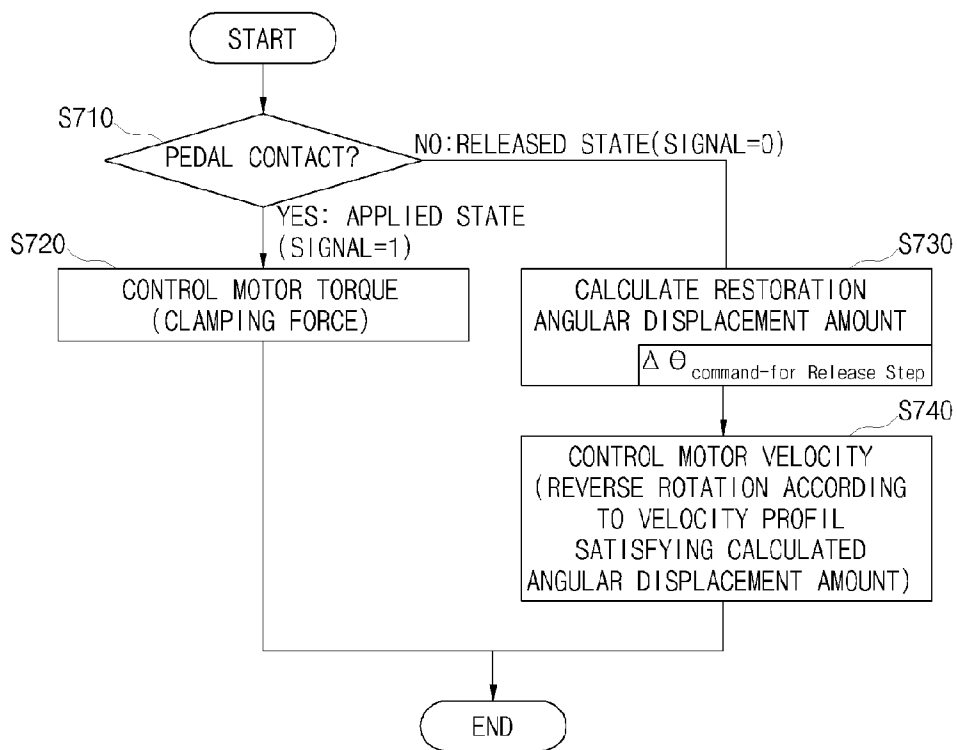 START
S710
PEDAL CONTACT?
NO:RELEASED STATE(SIGNAL=0)
YES: APPLIED STATE
(SIGNAL=1)
S720
CONTROL MOTOR TORQUE
(CLAMPING FORCE)
S730
CALCULATE RESTORATION
ANGULAR DISPLACEMENT AMOUNT
Δ θ command-for Release Step
S740
CONTROL MOTOR VELOCITY
(REVERSE ROTATION ACCORDING
TO VELOCITY PROFIL
SATISFYING CALCULATED
ANGULAR DISPLACEMENT AMOUNT)
END